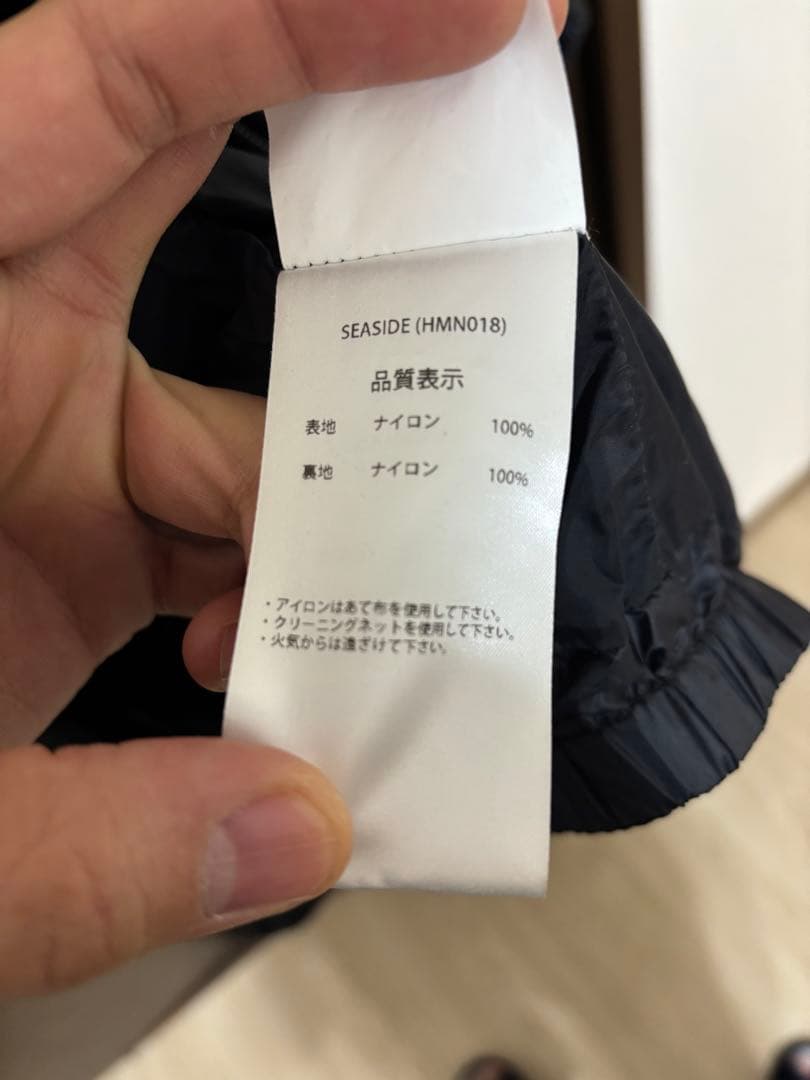 SEASIDE (HMN018)
品質表示
表地 ナイロン 100%
裏地 ナイロン 100%
・アイロンはあて布を使用して下さい。
・クリーニングネットを使用して下さい。
・火気からは遠ざけて下さい。